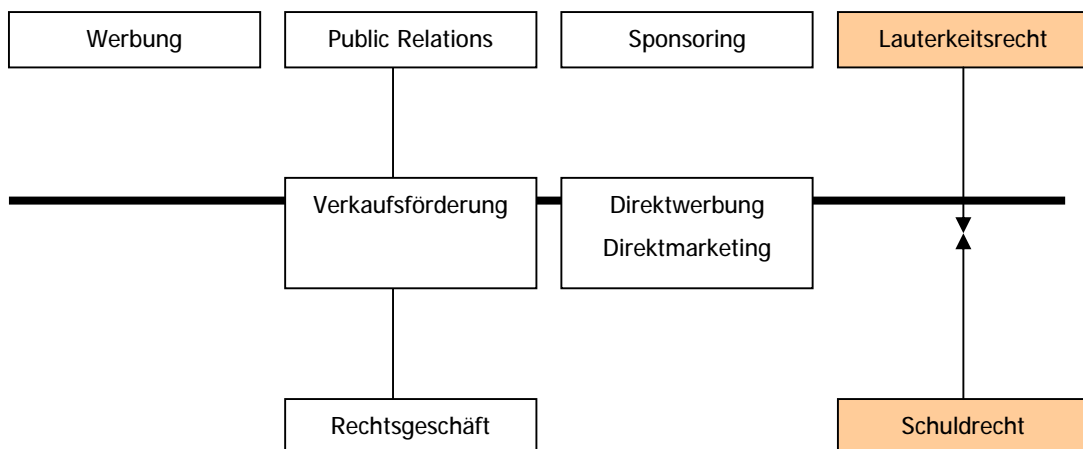 Werbung
Public Relations
Sponsoring
Lauterkeitsrecht
Verkaufsförderung
Direktwerbung
Direktmarketing
Rechtsgeschäft
Schuldrecht